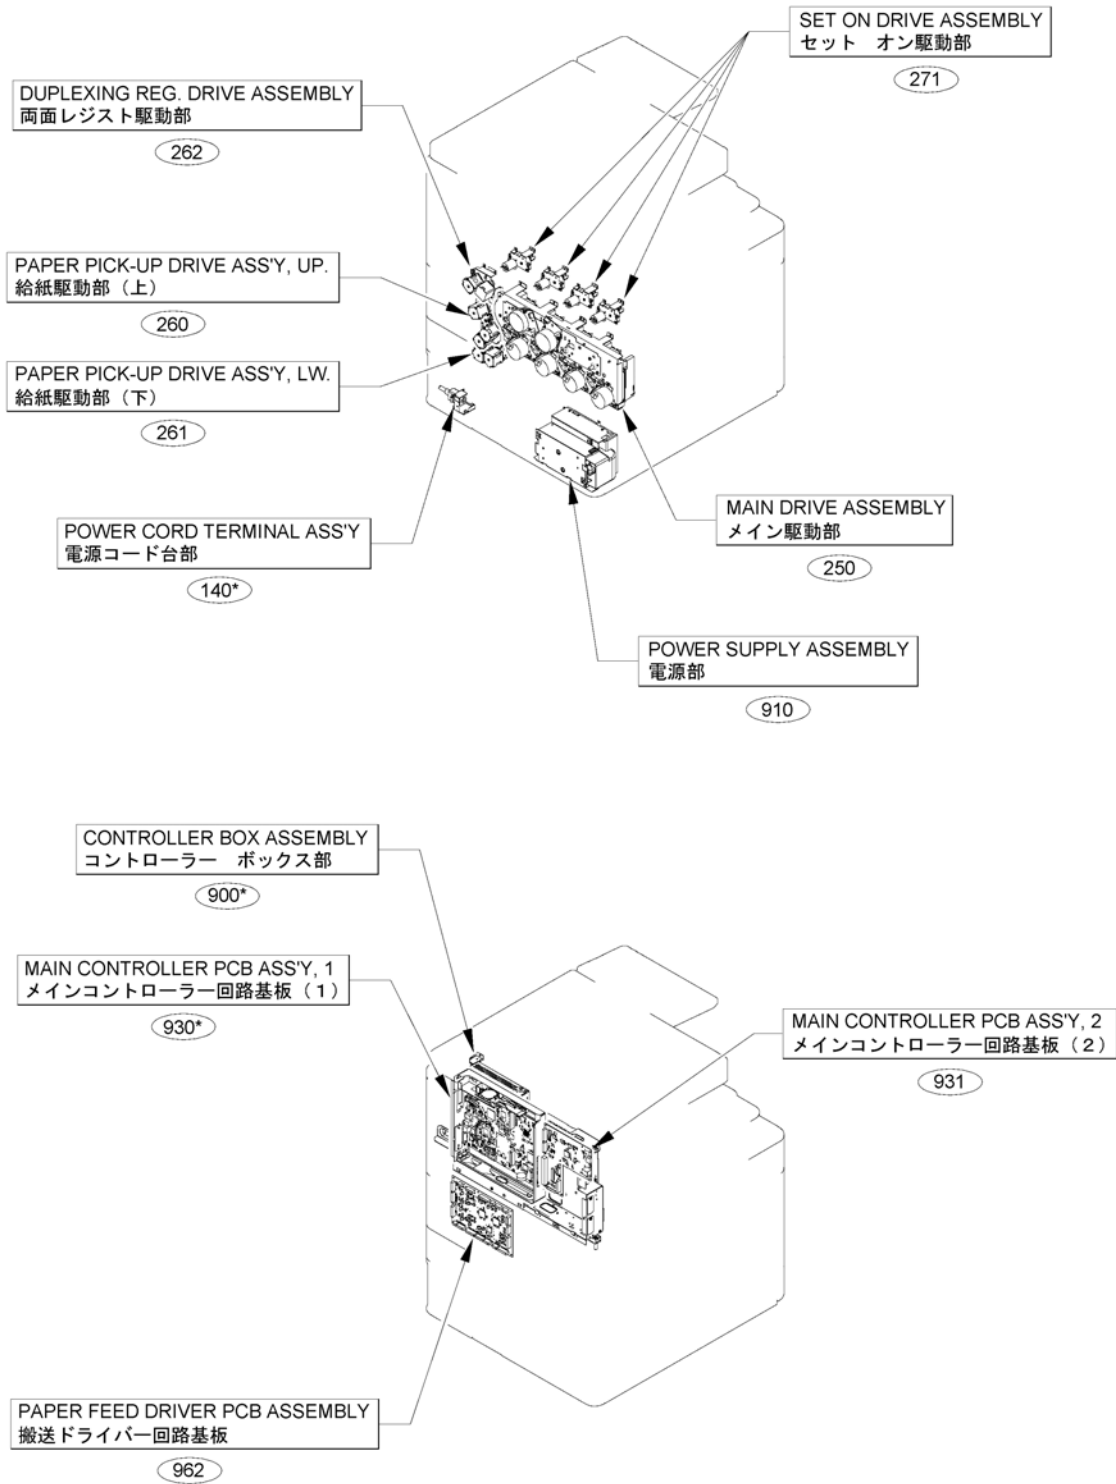 SET ON DRIVE ASSEMBLY
セット　オン駆動部
271
DUPLEXING REG. DRIVE ASSEMBLY
両面レジスト駆動部
262
PAPER PICK-UP DRIVE ASS'Y, UP.
給紙駆動部（上）
260
PAPER PICK-UP DRIVE ASS'Y, LW.
給紙駆動部（下）
261
POWER CORD TERMINAL ASS'Y
電源コード台部
140*
MAIN DRIVE ASSEMBLY
メイン駆動部
250
POWER SUPPLY ASSEMBLY
電源部
910
CONTROLLER BOX ASSEMBLY
コントローラー　ボックス部
900*
MAIN CONTROLLER PCB ASS'Y, 1
メインコントローラー回路基板（１）
930*
MAIN CONTROLLER PCB ASS'Y, 2
メインコントローラー回路基板（２）
931
PAPER FEED DRIVER PCB ASSEMBLY
搬送ドライバー回路基板
962